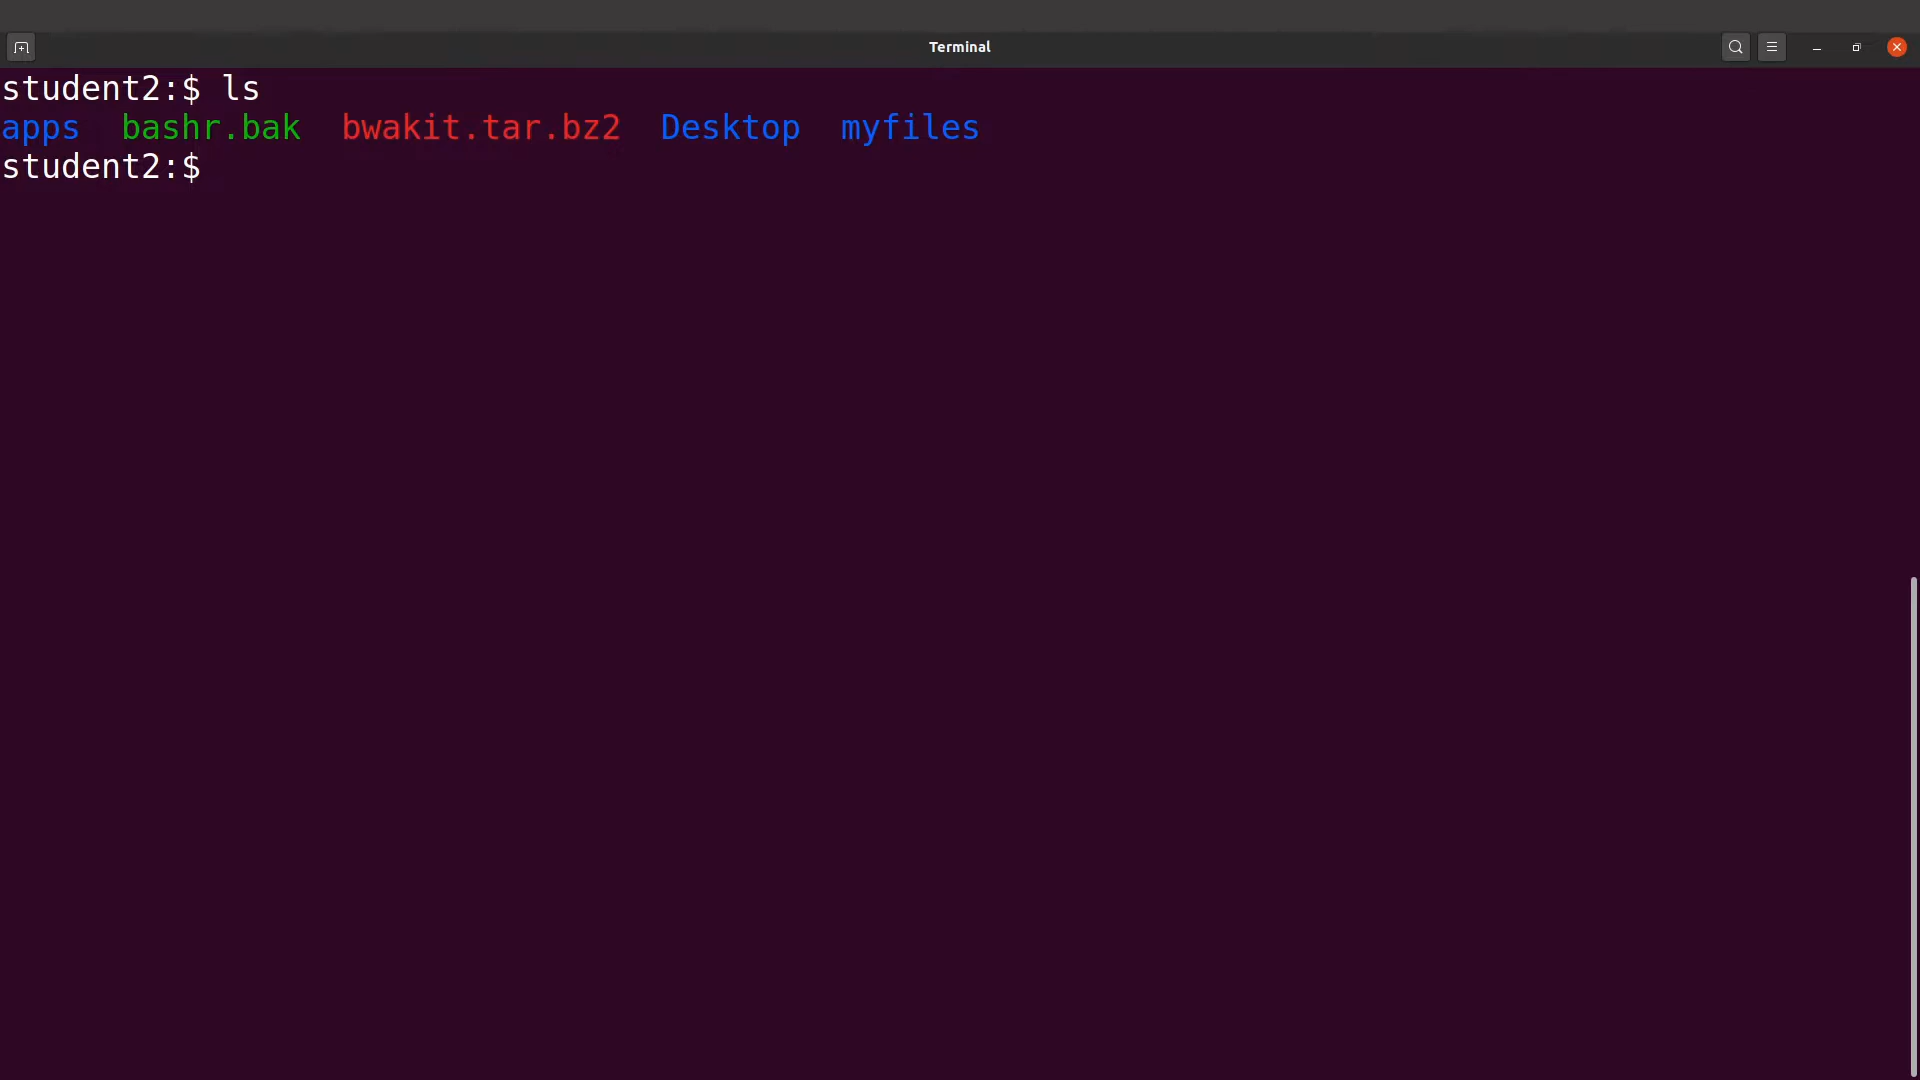 Terminal
student2:$ ls
apps  bashr.bak  bwakit.tar.bz2  Desktop  myfiles
student2:$